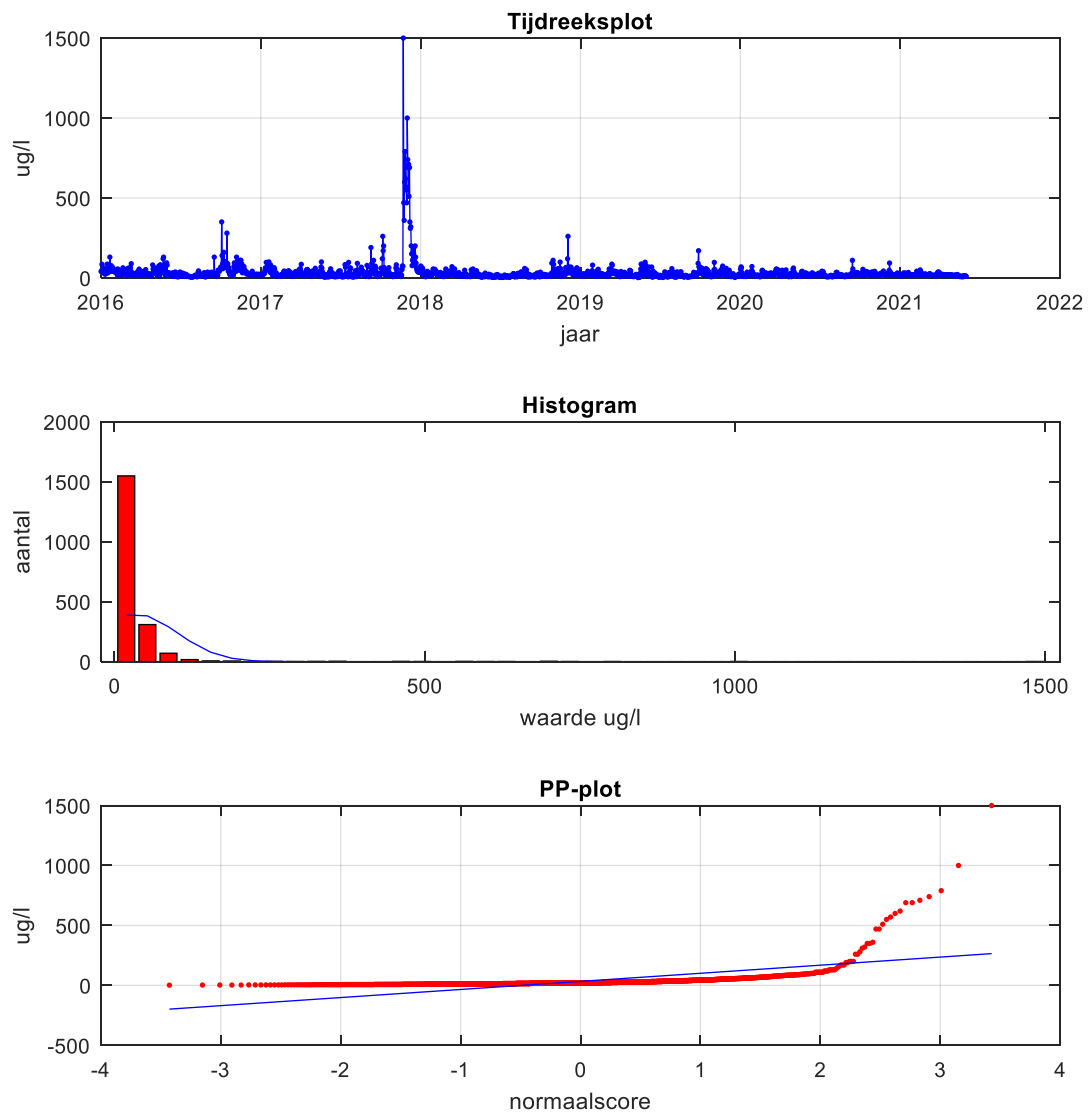 Tijdreeksplot
1500
1000
500
0
ug/l
2016 2017 2018 2019 2020 2021 2022
jaar
Histogram
2000
1500
1000
500
0
aantal
0 500 1000 1500
waarde ug/l
PP-plot
1500
1000
500
0
-500
ug/l
-4 -3 -2 -1 0 1 2 3 4
normaalscore